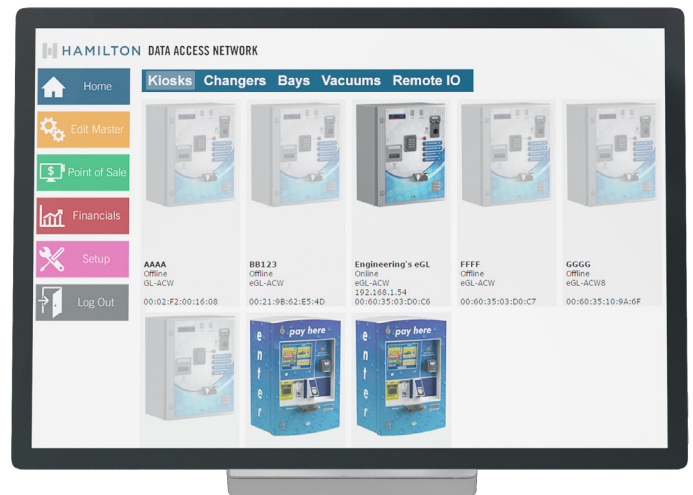 HAMILTON DATA ACCESS NETWORK
Home
Edit Master
Point of Sale
Financials
Setup
Log Out
Kiosks Changers Bays Vacuums Remote IO
AAAA
Offline
GL-ACW
00:02:F2:00:16:08
BB123
Offline
eGL-ACW
00:21:9B:62:E5:4D
Engineering's eGL
Online
eGL-ACW
192.168.1.54
00:60:35:03:D0:C6
FFFF
Offline
eGL-ACW
00:60:35:03:D0:C7
GGGG
Offline
eGL-ACW8
00:60:35:10:9A:6F
pay here
enter
pay here
enter